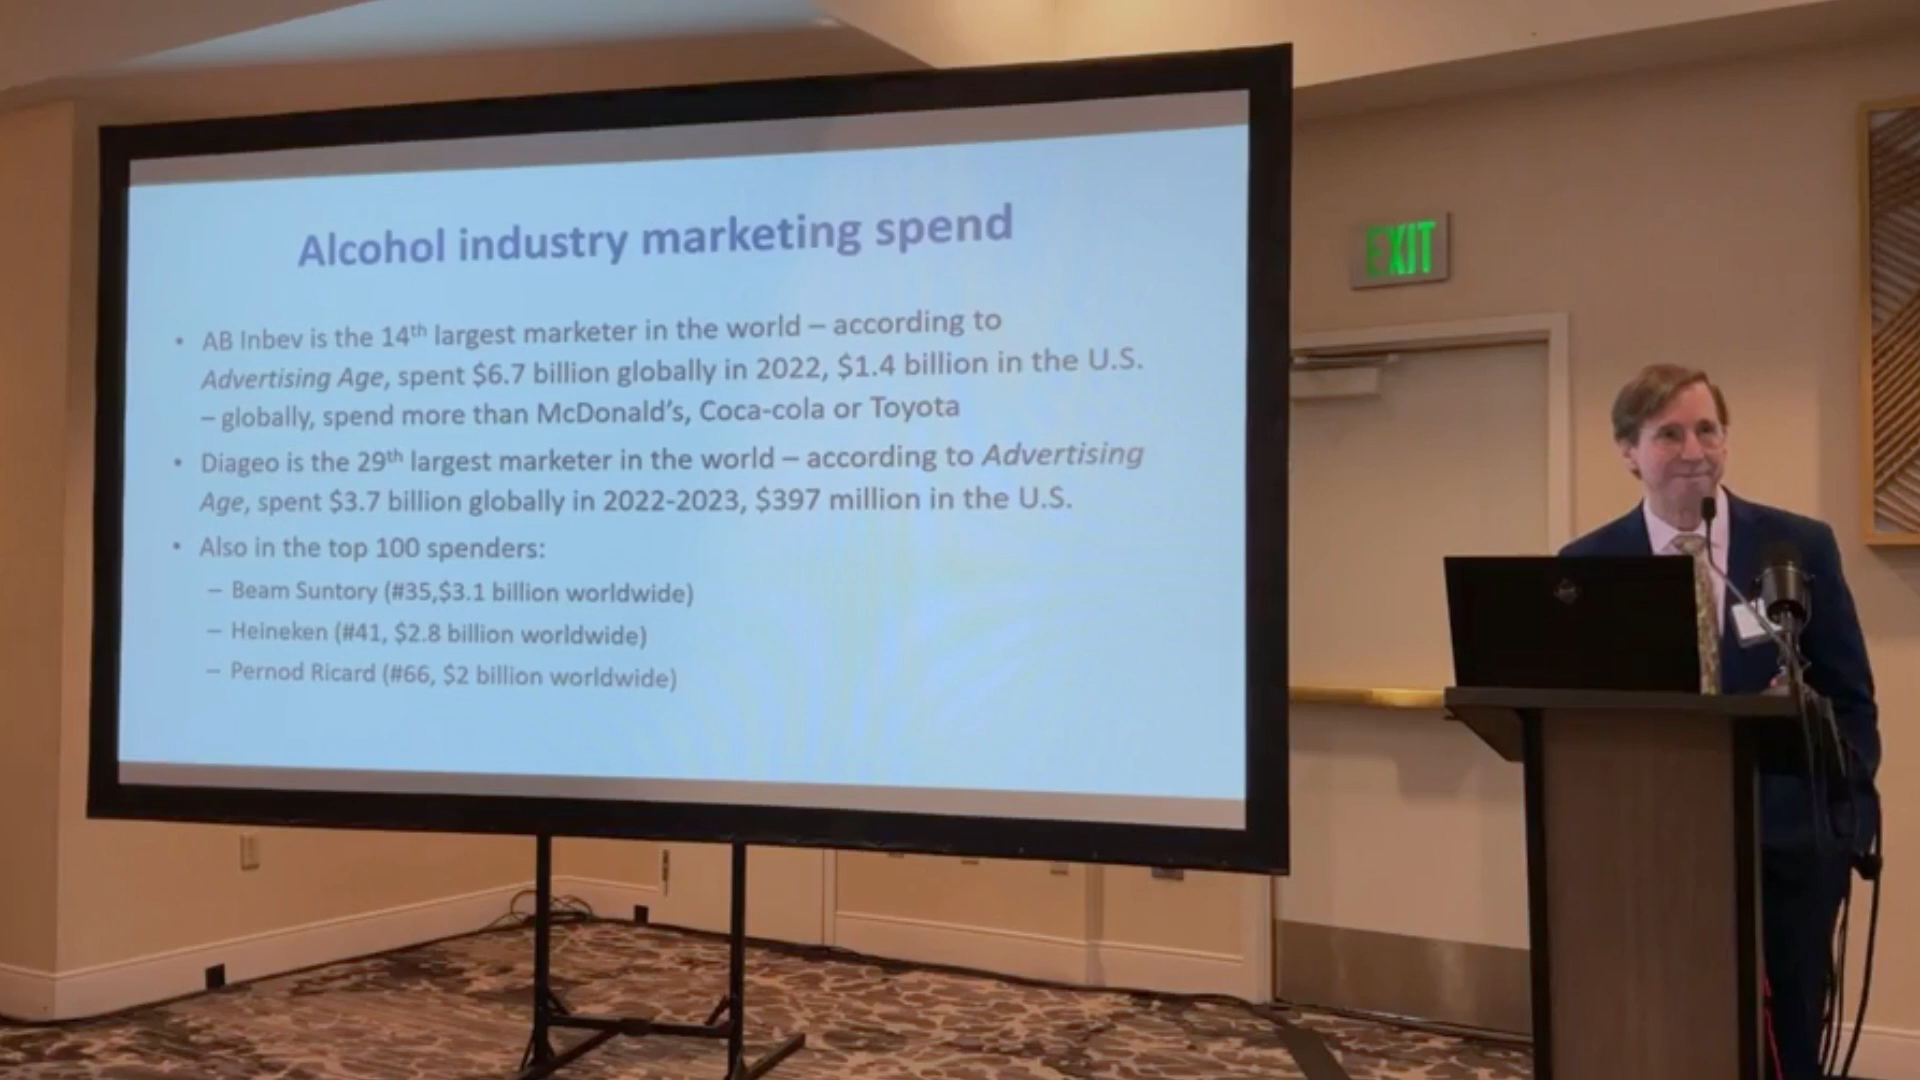 Alcohol industry marketing spend
• AB Inbev is the 14th largest marketer in the world – according to
Advertising Age, spent $6.7 billion globally in 2022, $1.4 billion in the U.S.
– globally, spend more than McDonald's, Coca-cola or Toyota
• Diageo is the 29th largest marketer in the world – according to Advertising
Age, spent $3.7 billion globally in 2022-2023, $397 million in the U.S.
• Also in the top 100 spenders:
– Beam Suntory (#35,$3.1 billion worldwide)
– Heineken (#41, $2.8 billion worldwide)
– Pernod Ricard (#66, $2 billion worldwide)
EXIT